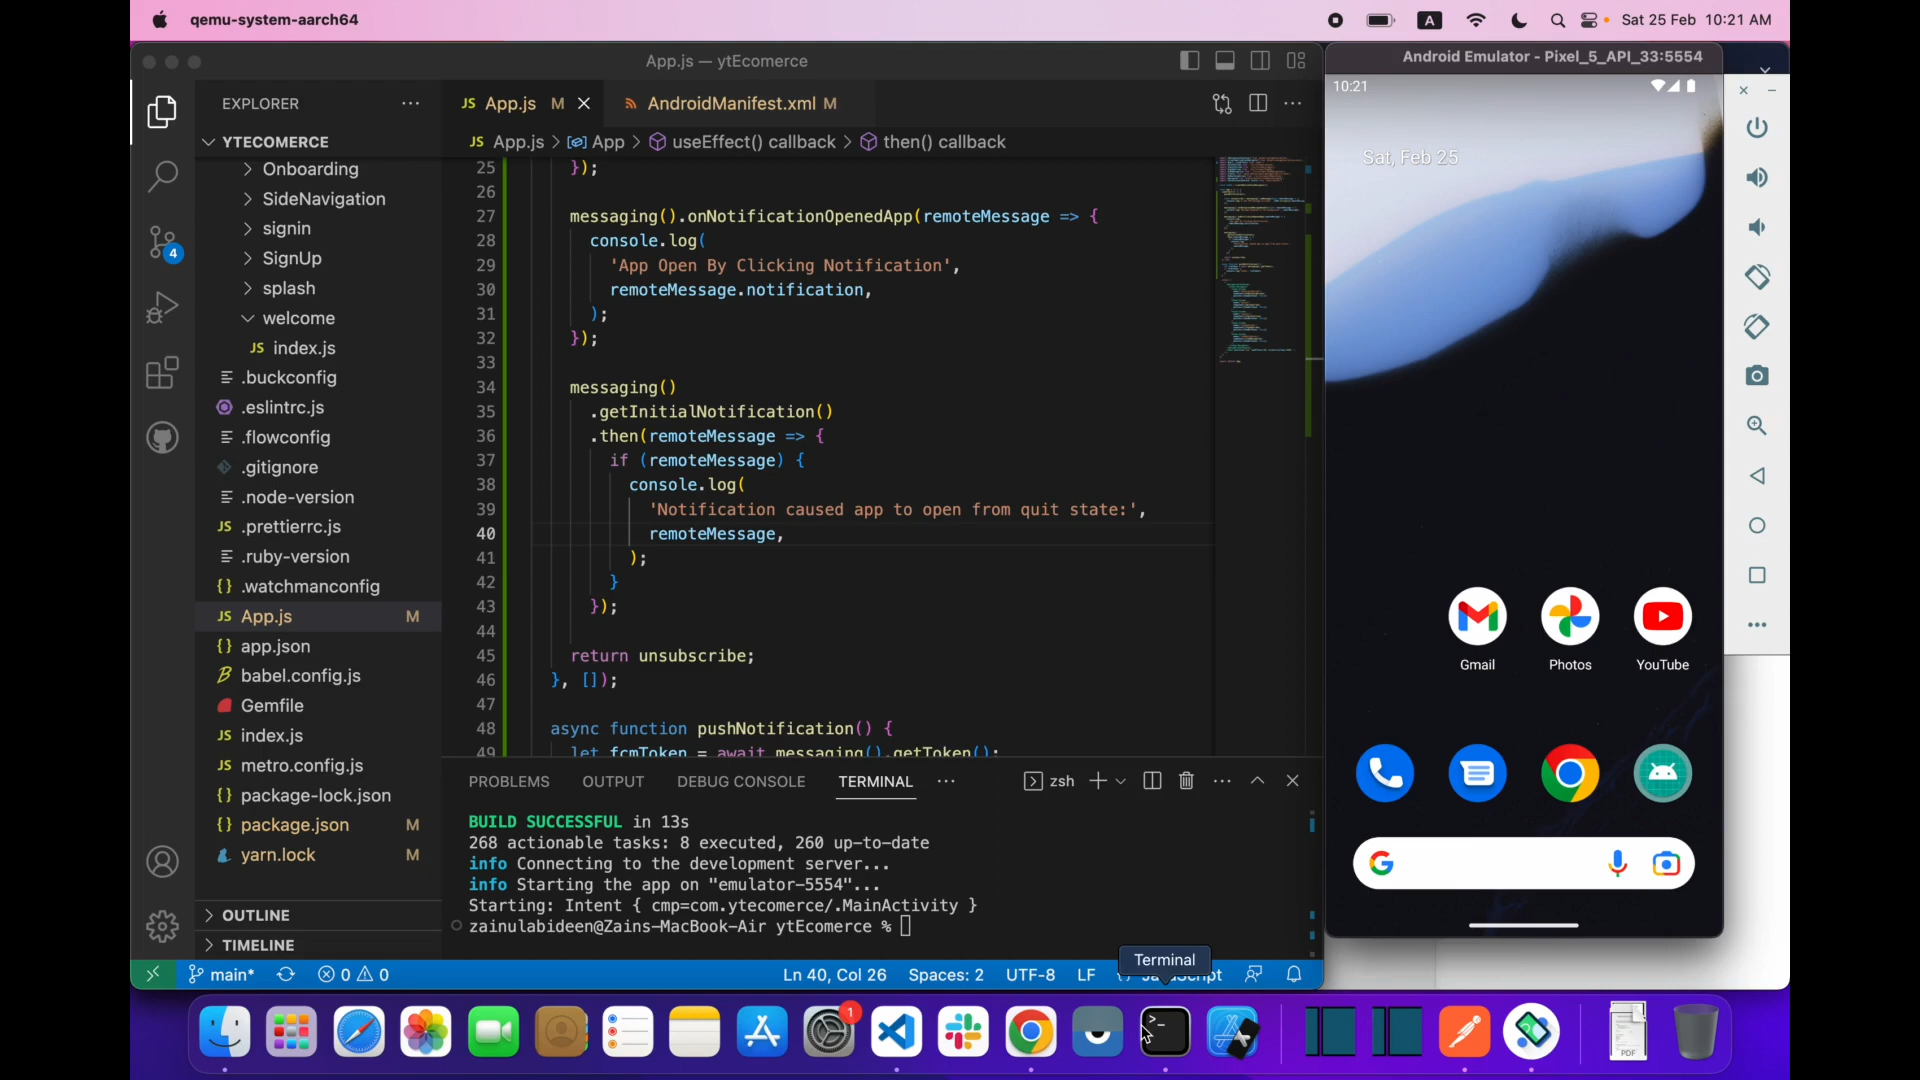 qemu-system-aarch64
A
Sat 25 Feb 10:21 AM
App.js — ytEcomerce
Android Emulator - Pixel_5_API_33:5554
EXPLORER
JS App.js M
AndroidManifest.xml M
YTECOMERCE
JS App.js > App > useEffect() callback > then() callback
Onboarding
SideNavigation
signin
SignUp
splash
welcome
JS index.js
.buckconfig
.eslintrc.js
.flowconfig
.gitignore
.node-version
JS .prettierrc.js
.ruby-version
{} .watchmanconfig
JS App.js M
{} app.json
babel.config.js
Gemfile
JS index.js
JS metro.config.js
{} package-lock.json
{} package.json M
yarn.lock M
OUTLINE
TIMELINE
4
25 });
26
27 messaging().onNotificationOpenedApp(remoteMessage => {
28 console.log(
29 'App Open By Clicking Notification',
30 remoteMessage.notification,
31 );
32 });
33
34 messaging()
35 .getInitialNotification()
36 .then(remoteMessage => {
37 if (remoteMessage) {
38 console.log(
39 'Notification caused app to open from quit state:',
40 remoteMessage,
41 );
42 }
43 });
44
45 return unsubscribe;
46 }, []);
47
48 async function pushNotification() {
49 let fcmToken = await messaging().getToken();
PROBLEMS OUTPUT DEBUG CONSOLE TERMINAL
zsh
BUILD SUCCESSFUL in 13s
268 actionable tasks: 8 executed, 260 up-to-date
info Connecting to the development server...
info Starting the app on "emulator-5554"...
Starting: Intent { cmp=com.ytecomerce/.MainActivity }
zainulabideen@Zains-MacBook-Air ytEcomerce %
Terminal
main* 0 0
Ln 40, Col 26 Spaces: 2 UTF-8 LF JavaScript
10:21
Sat, Feb 25
Gmail
Photos
YouTube
1
PDF